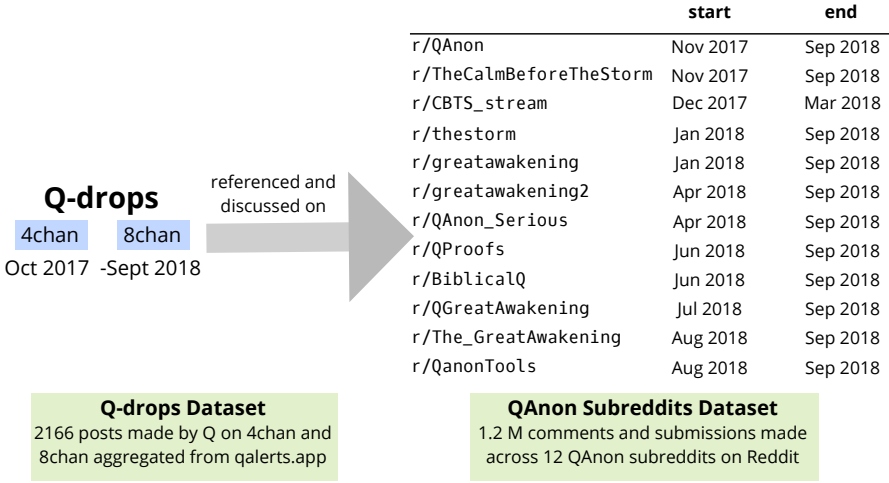 start end
r/QAnon Nov 2017 Sep 2018
r/TheCalmBeforeTheStorm Nov 2017 Sep 2018
r/CBTS_stream Dec 2017 Mar 2018
r/thestorm Jan 2018 Sep 2018
r/greatawakening Jan 2018 Sep 2018
r/greatawakening2 Apr 2018 Sep 2018
r/QAnon_Serious Apr 2018 Sep 2018
r/QProofs Jun 2018 Sep 2018
r/BiblicalQ Jun 2018 Sep 2018
r/QGreatAwakening Jul 2018 Sep 2018
r/The_GreatAwakening Aug 2018 Sep 2018
r/QanonTools Aug 2018 Sep 2018
Q-drops
4chan 8chan
Oct 2017 -Sept 2018
referenced and
discussed on
Q-drops Dataset
2166 posts made by Q on 4chan and
8chan aggregated from qalerts.app
QAnon Subreddits Dataset
1.2 M comments and submissions made
across 12 QAnon subreddits on Reddit